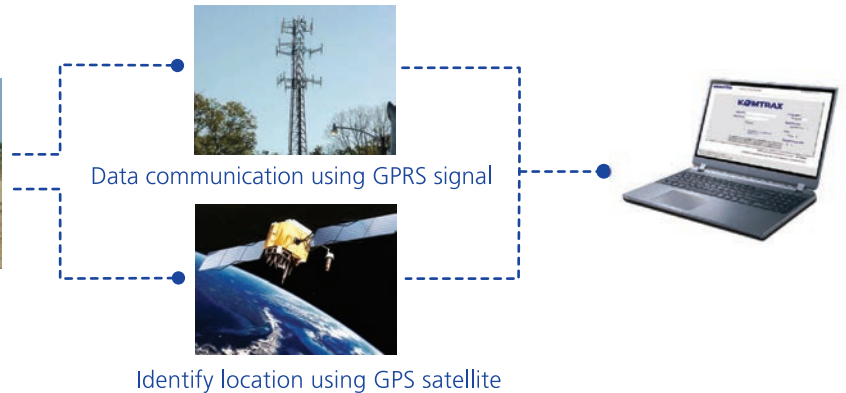 Data communication using GPRS signal
KOMTRAX
Identify location using GPS satellite